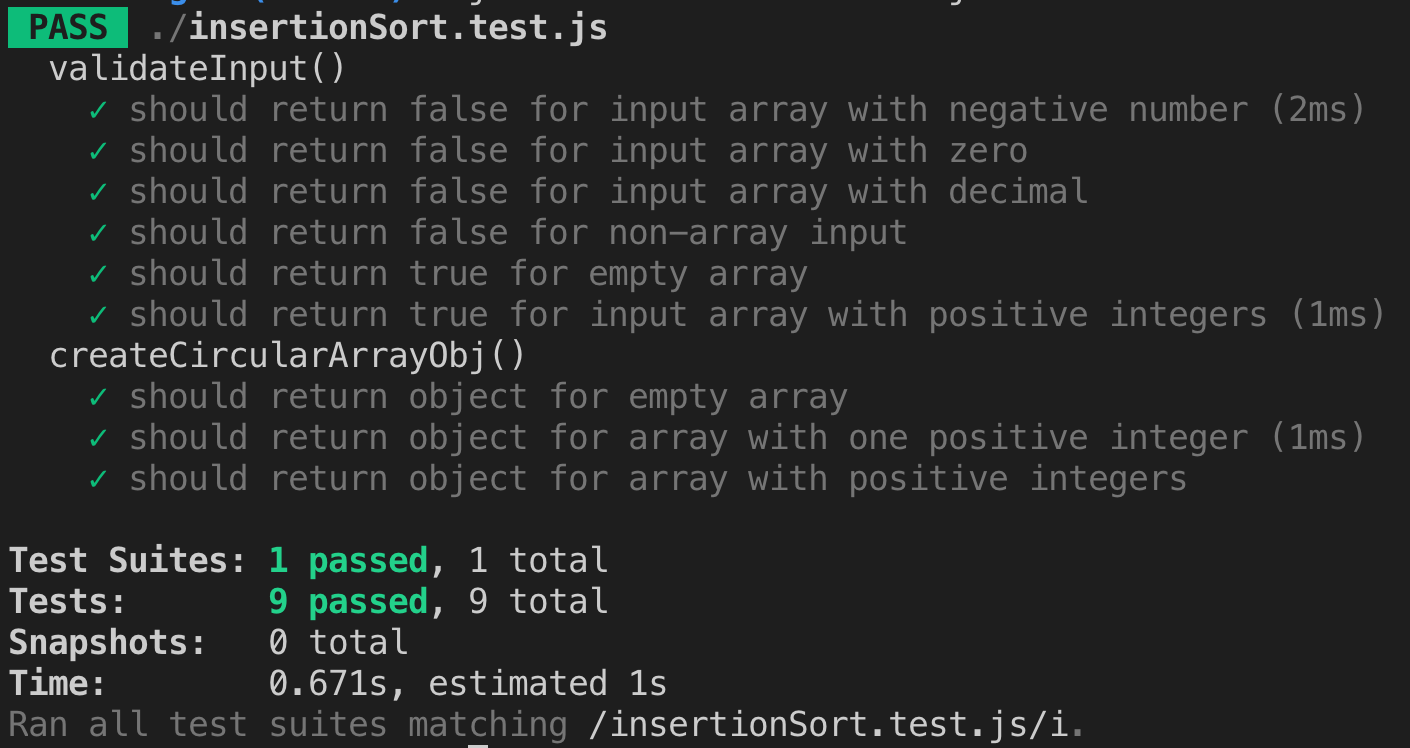 PASS ./insertionSort.test.js
validateInput()
✓ should return false for input array with negative number (2ms)
✓ should return false for input array with zero
✓ should return false for input array with decimal
✓ should return false for non-array input
✓ should return true for empty array
✓ should return true for input array with positive integers (1ms)
createCircularArrayObj()
✓ should return object for empty array
✓ should return object for array with one positive integer (1ms)
✓ should return object for array with positive integers
Test Suites: 1 passed, 1 total
Tests: 9 passed, 9 total
Snapshots: 0 total
Time: 0.671s, estimated 1s
Ran all test suites matching /insertionSort.test.js/i.